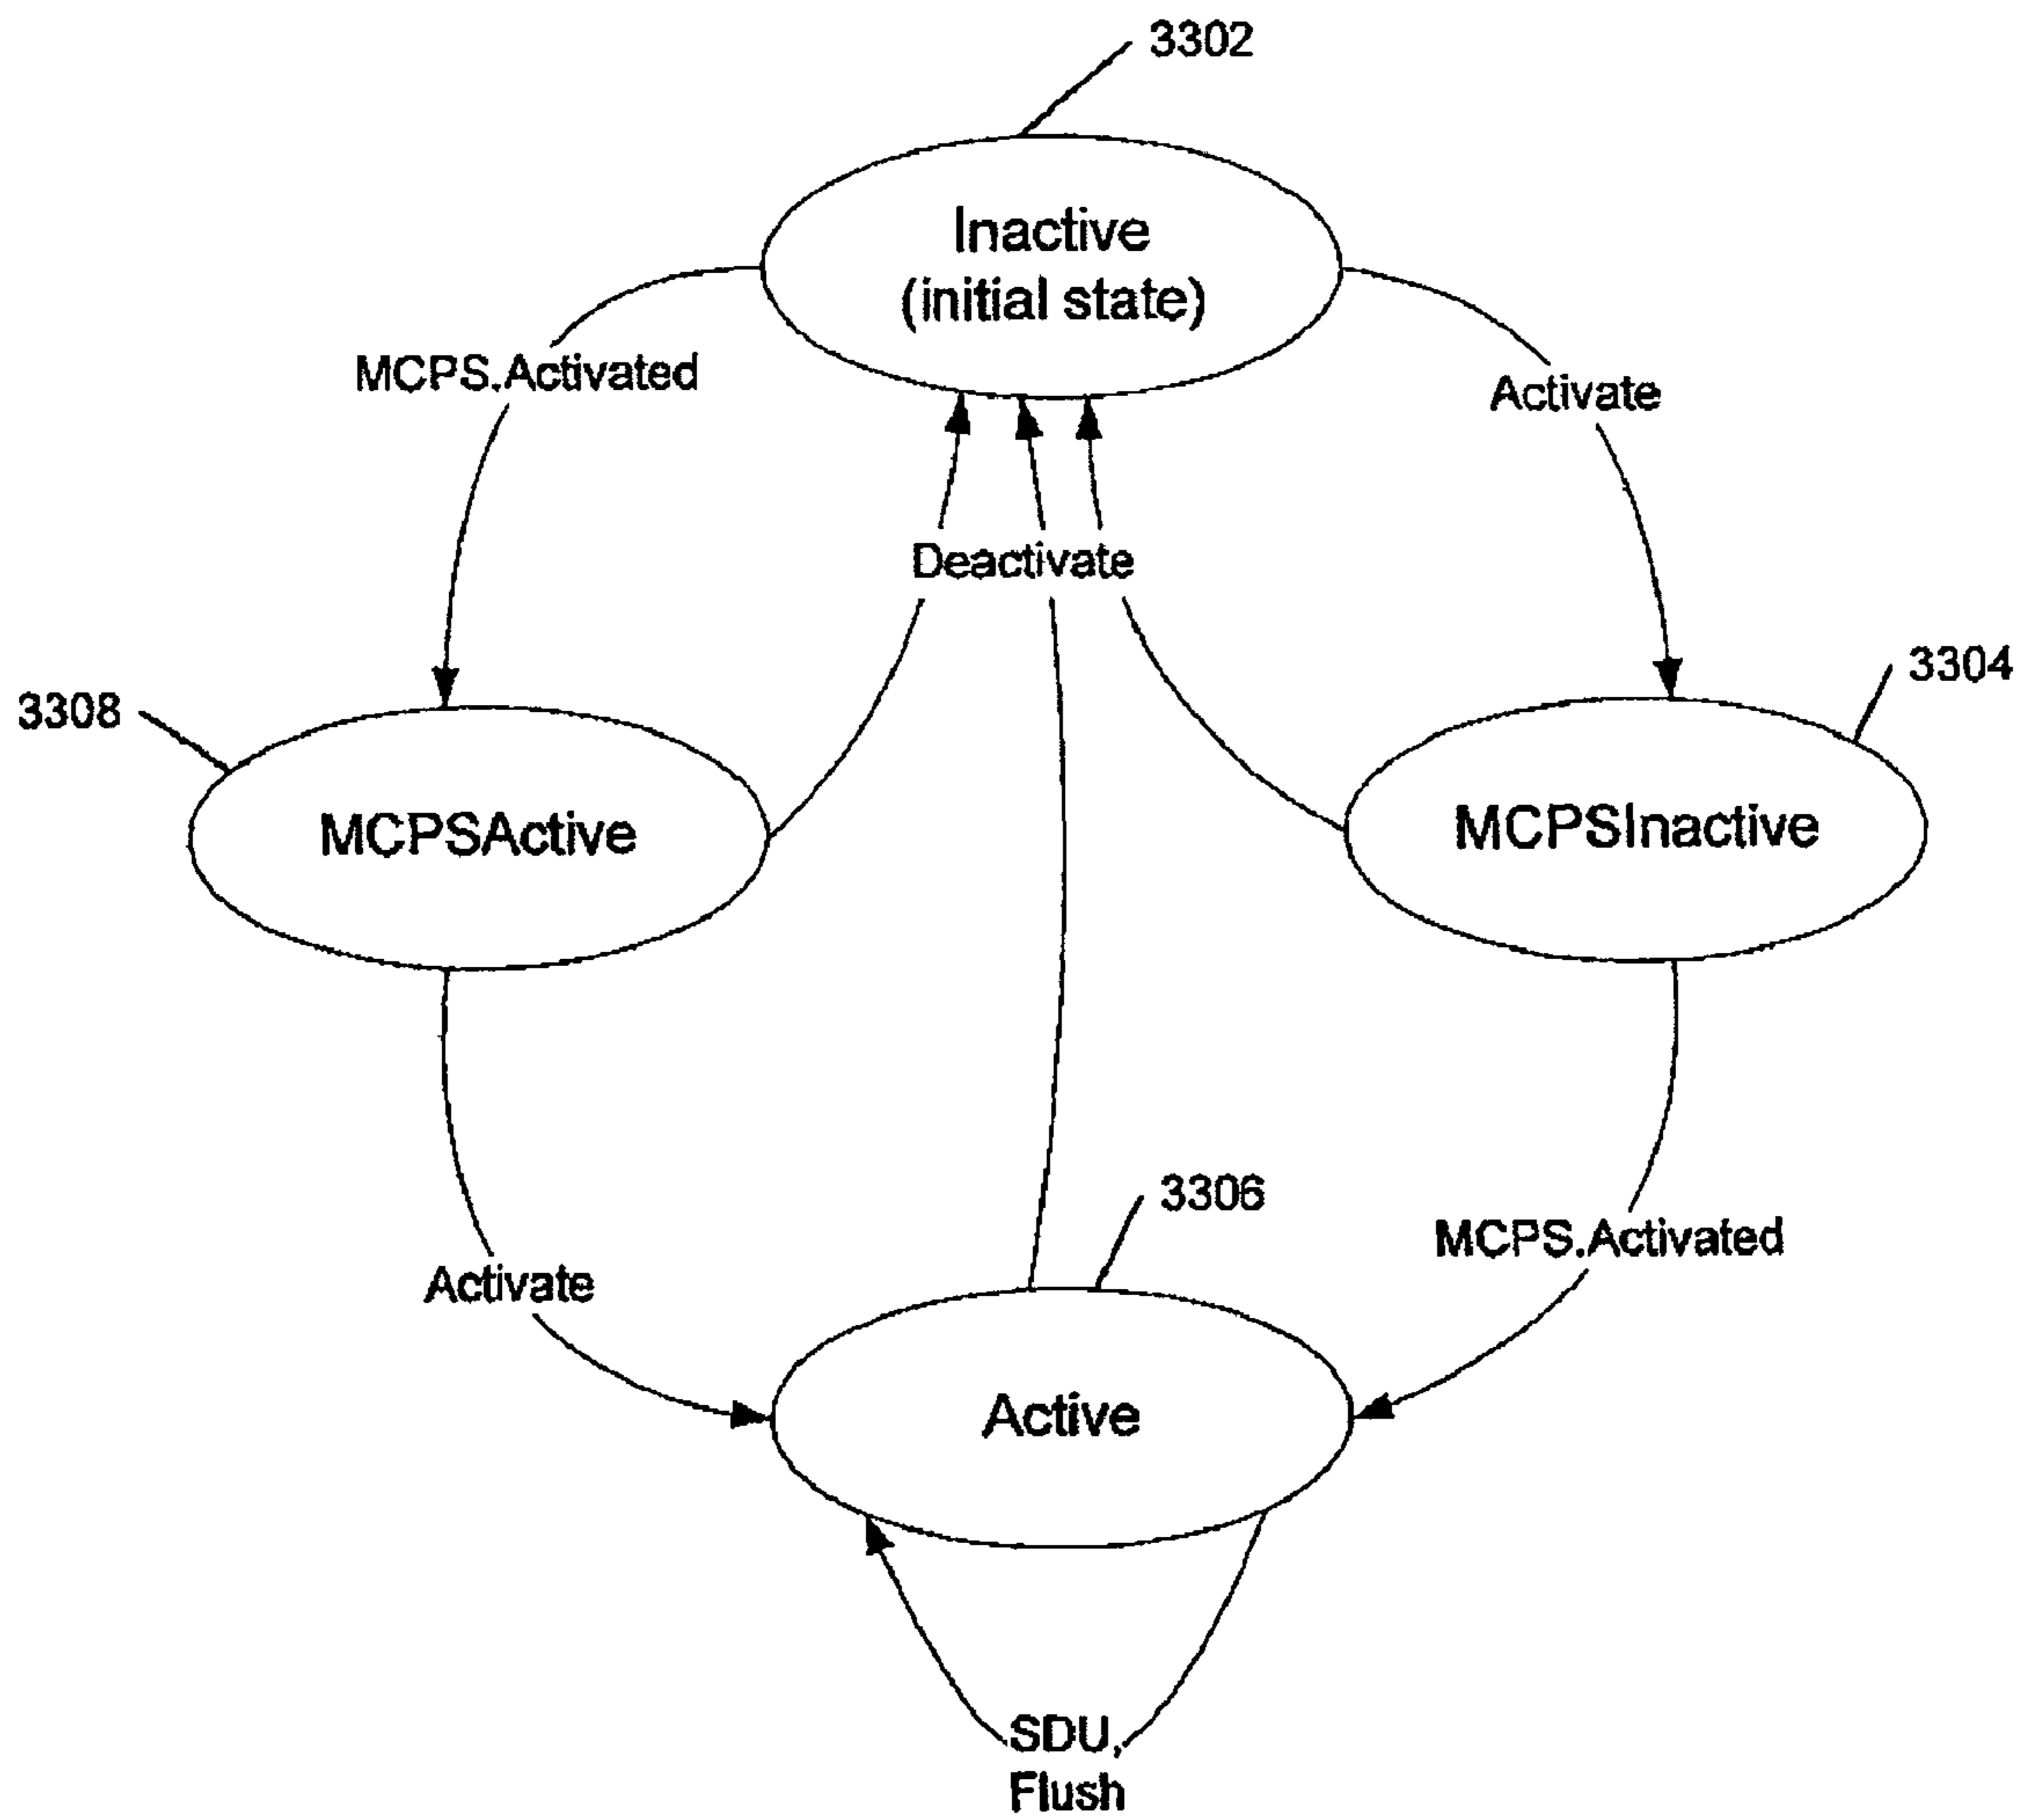 3302
Inactive
(initial state)
MCPS.Activated
Activate
Deactivate
3304
3308
MCPSActive
MCPSInactive
3306
MCPS.Activated
Activate
Active
SDU,
Flush